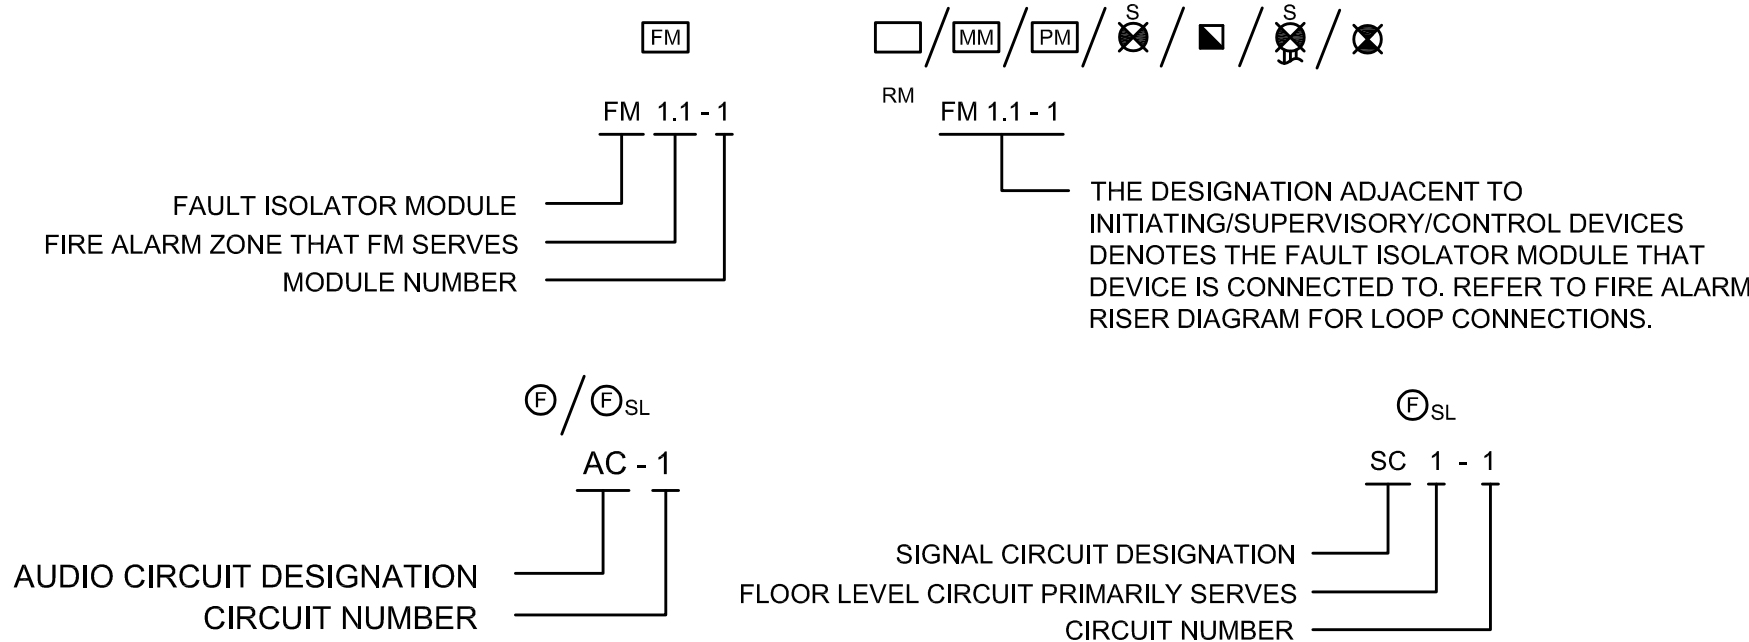 FM
MM
PM
S
S
RM
FM 1.1 - 1
FM 1.1 - 1
FAULT ISOLATOR MODULE
FIRE ALARM ZONE THAT FM SERVES
MODULE NUMBER
THE DESIGNATION ADJACENT TO
INITIATING/SUPERVISORY/CONTROL DEVICES
DENOTES THE FAULT ISOLATOR MODULE THAT
DEVICE IS CONNECTED TO. REFER TO FIRE ALARM
RISER DIAGRAM FOR LOOP CONNECTIONS.
F
F SL
AC - 1
AUDIO CIRCUIT DESIGNATION
CIRCUIT NUMBER
F SL
SC 1 - 1
SIGNAL CIRCUIT DESIGNATION
FLOOR LEVEL CIRCUIT PRIMARILY SERVES
CIRCUIT NUMBER